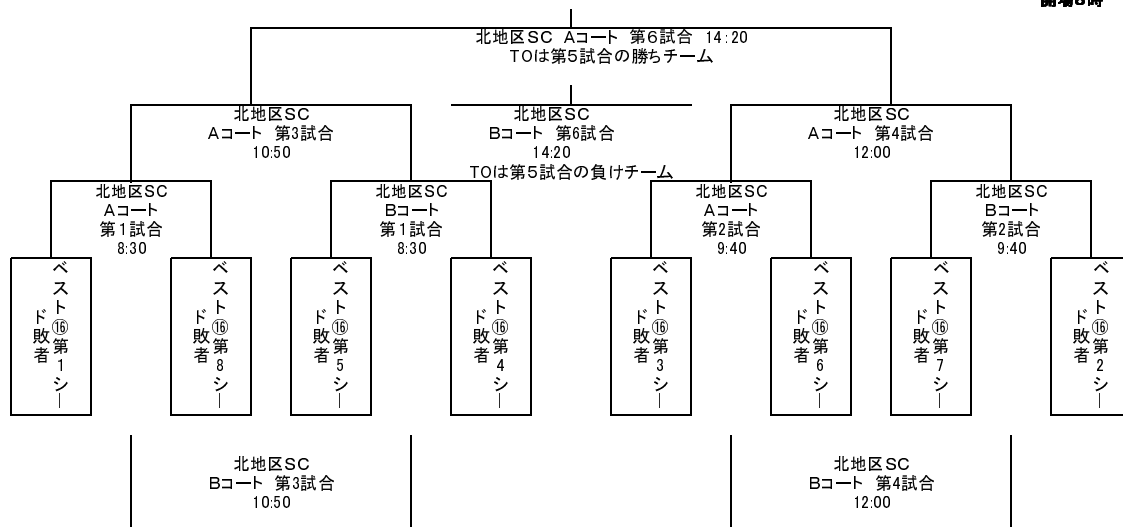 開場8時
北地区SC Aコート 第6試合 14:20
TOは第5試合の勝ちチーム
北地区SC
Aコート 第3試合
10:50
北地区SC
Bコート 第6試合
14:20
TOは第5試合の負けチーム
北地区SC
Aコート 第4試合
12:00
北地区SC
Aコート
第1試合
8:30
北地区SC
Bコート
第1試合
8:30
北地区SC
Aコート
第2試合
9:40
北地区SC
Bコート
第2試合
9:40
ベスト⑯第1シー
ド敗者
ベスト⑯第8シー
ド敗者
ベスト⑯第5シー
ド敗者
ベスト⑯第4シー
ド敗者
ベスト⑯第3シー
ド敗者
ベスト⑯第6シー
ド敗者
ベスト⑯第7シー
ド敗者
ベスト⑯第2シー
ド敗者
北地区SC
Bコート 第3試合
10:50
北地区SC
Bコート 第4試合
12:00